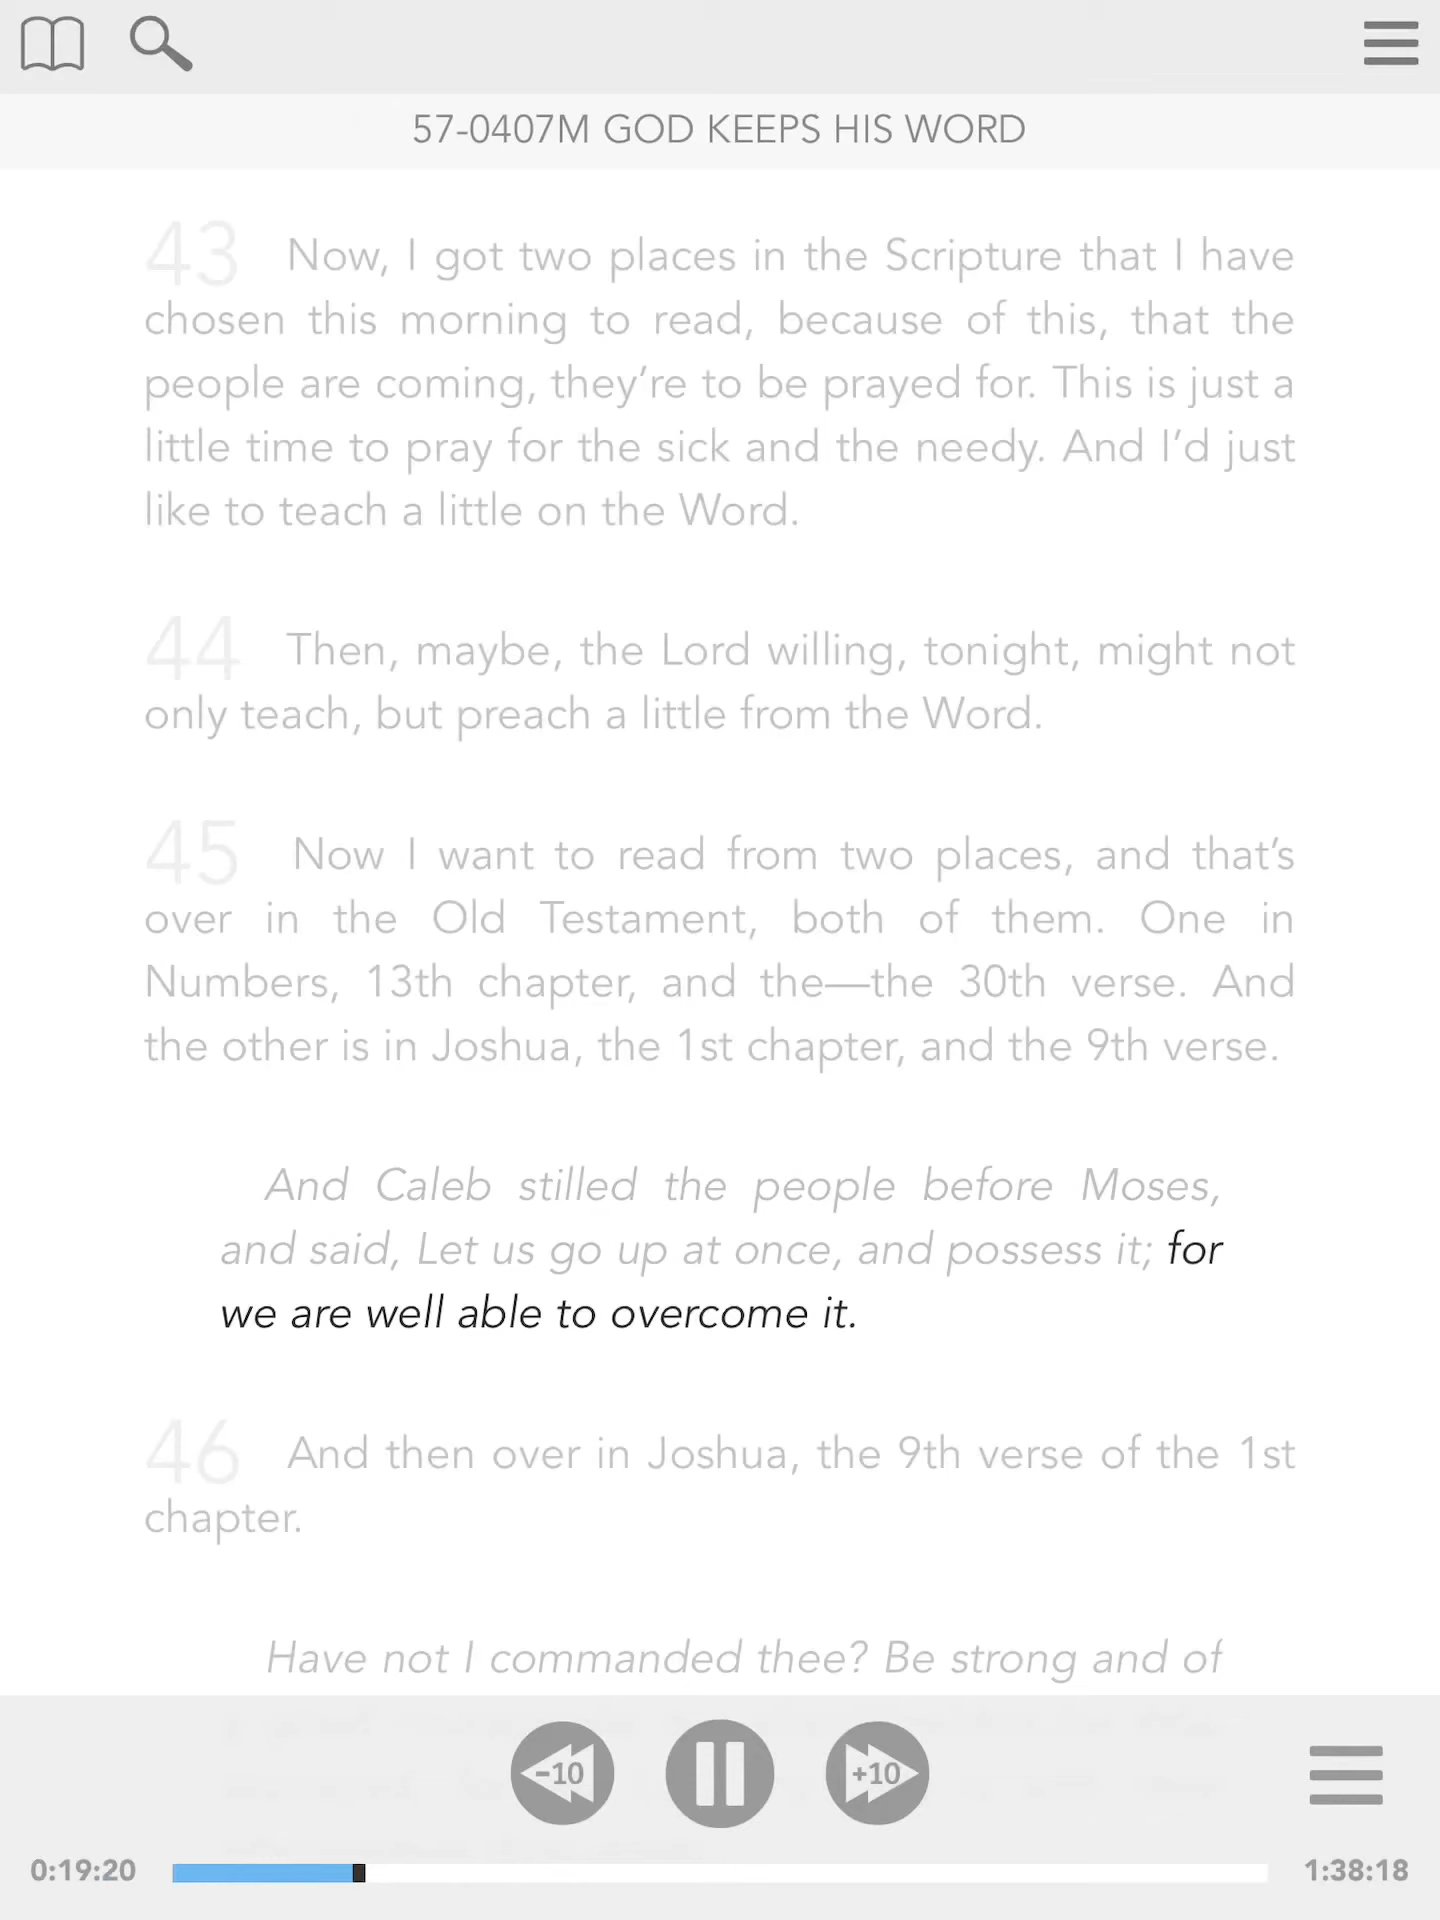 57-0407M GOD KEEPS HIS WORD
43 Now, I got two places in the Scripture that I have
chosen this morning to read, because of this, that the
people are coming, they’re to be prayed for. This is just a
little time to pray for the sick and the needy. And I’d just
like to teach a little on the Word.
44 Then, maybe, the Lord willing, tonight, might not
only teach, but preach a little from the Word.
45 Now I want to read from two places, and that’s
over in the Old Testament, both of them. One in
Numbers, 13th chapter, and the—the 30th verse. And
the other is in Joshua, the 1st chapter, and the 9th verse.
And Caleb stilled the people before Moses,
and said, Let us go up at once, and possess it; for
we are well able to overcome it.
46 And then over in Joshua, the 9th verse of the 1st
chapter.
Have not I commanded thee? Be strong and of
-10 +10
0:19:20 1:38:18